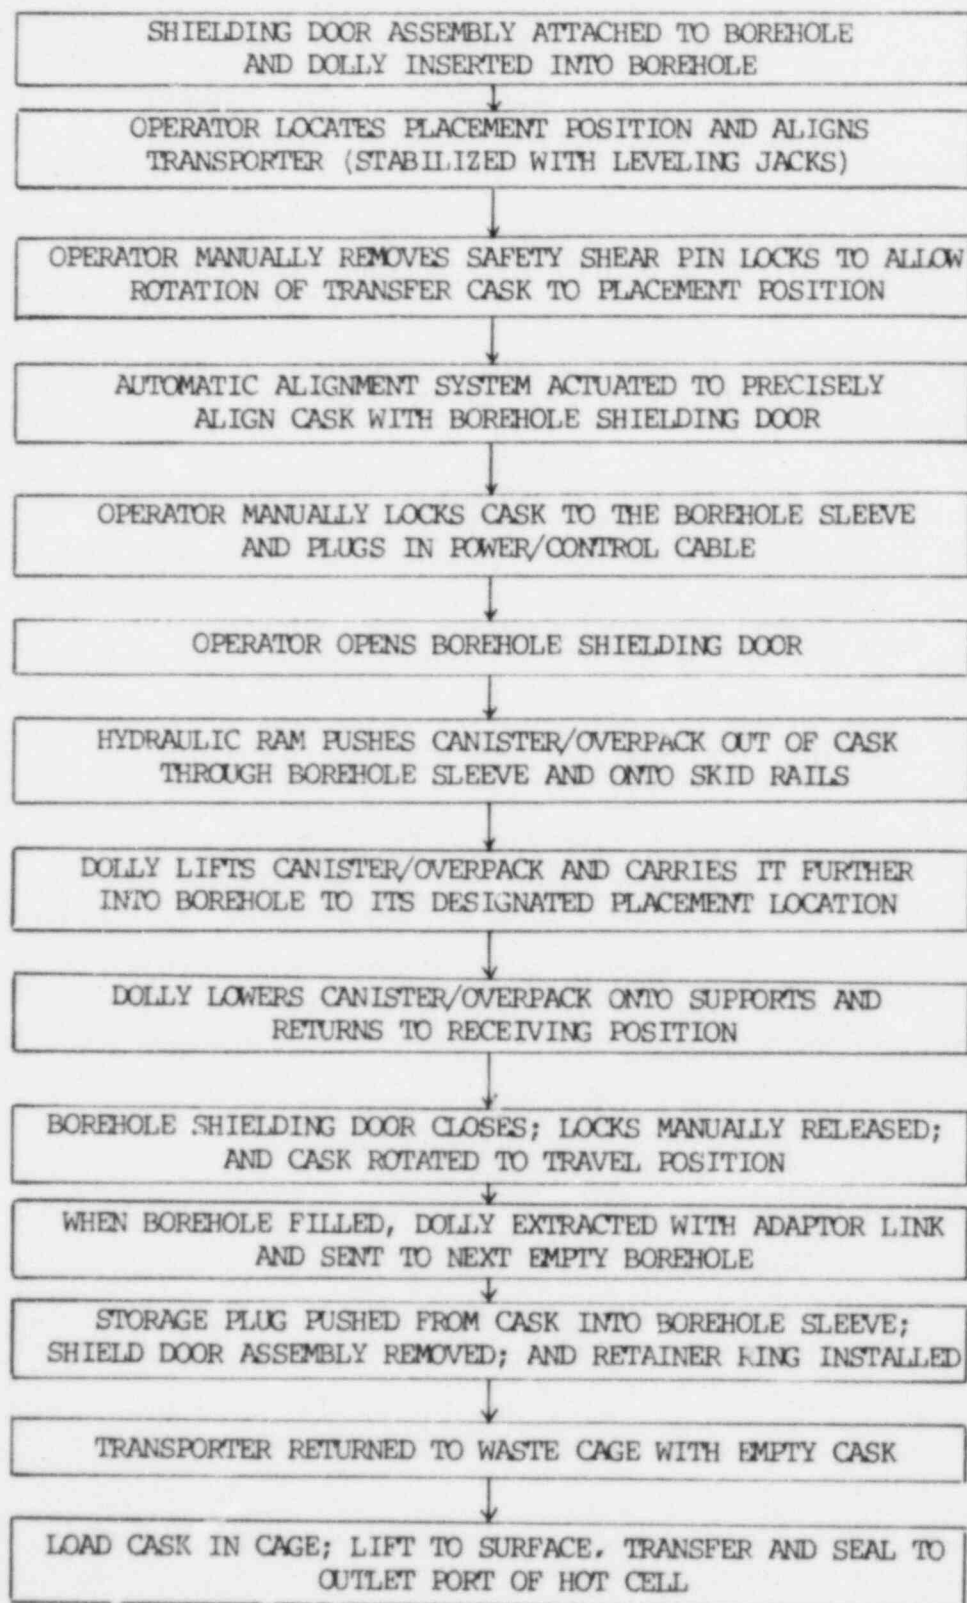 SHIELDING DOOR ASSEMBLY ATTACHED TO BOREHOLE
AND DOLLY INSERTED INTO BOREHOLE
OPERATOR LOCATES PLACEMENT POSITION AND ALIGNS
TRANSPORTER (STABILIZED WITH LEVELING JACKS)
OPERATOR MANUALLY REMOVES SAFETY SHEAR PIN LOCKS TO ALLOW
ROTATION OF TRANSFER CASK TO PLACEMENT POSITION
AUTOMATIC ALIGNMENT SYSTEM ACTUATED TO PRECISELY
ALIGN CASK WITH BOREHOLE SHIELDING DOOR
OPERATOR MANUALLY LOCKS CASK TO THE BOREHOLE SLEEVE
AND PLUGS IN POWER/CONTROL CABLE
OPERATOR OPENS BOREHOLE SHIELDING DOOR
HYDRAULIC RAM PUSHES CANISTER/OVERPACK OUT OF CASK
THROUGH BOREHOLE SLEEVE AND ONTO SKID RAILS
DOLLY LIFTS CANISTER/OVERPACK AND CARRIES IT FURTHER
INTO BOREHOLE TO ITS DESIGNATED PLACEMENT LOCATION
DOLLY LOWERS CANISTER/OVERPACK ONTO SUPPORTS AND
RETURNS TO RECEIVING POSITION
BOREHOLE SHIELDING DOOR CLOSES; LOCKS MANUALLY RELEASED;
AND CASK ROTATED TO TRAVEL POSITION
WHEN BOREHOLE FILLED, DOLLY EXTRACTED WITH ADAPTOR LINK
AND SENT TO NEXT EMPTY BOREHOLE
STORAGE PLUG PUSHED FROM CASK INTO BOREHOLE SLEEVE;
SHIELD DOOR ASSEMBLY REMOVED; AND RETAINER RING INSTALLED
TRANSPORTER RETURNED TO WASTE CAGE WITH EMPTY CASK
LOAD CASK IN CAGE; LIFT TO SURFACE. TRANSFER AND SEAL TO
OUTLET PORT OF HOT CELL